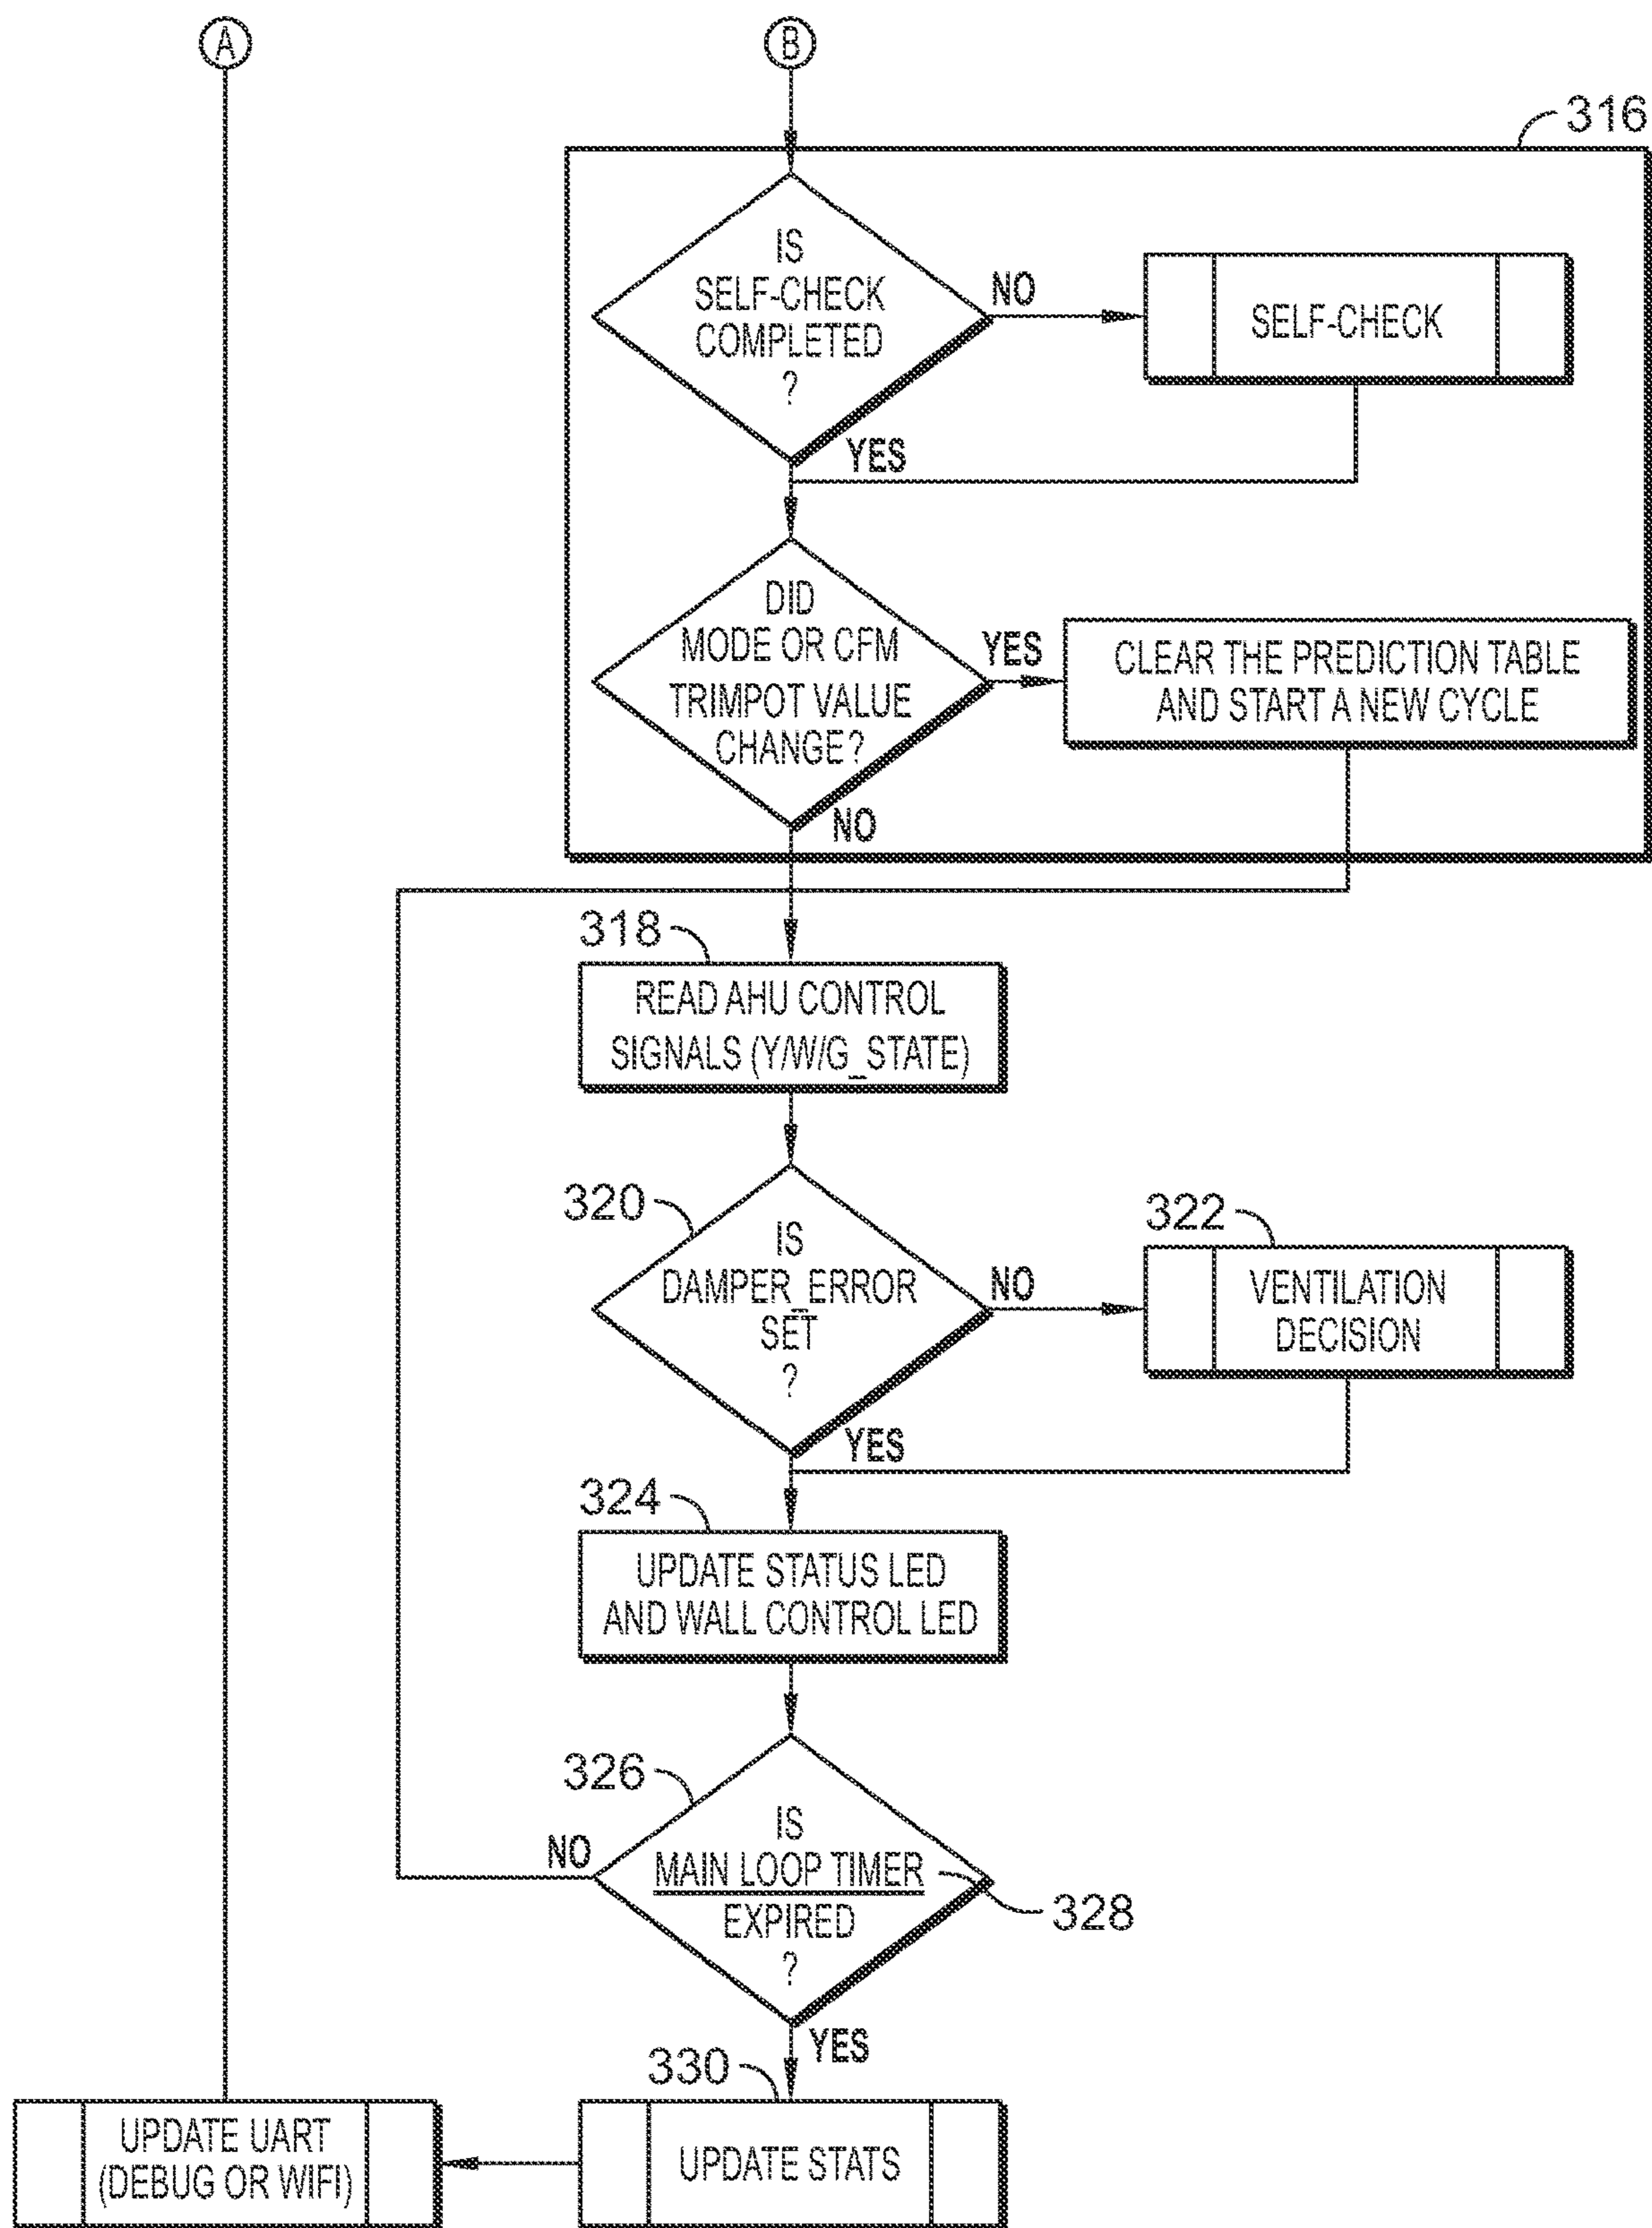 A
B
316
IS
SELF-CHECK
COMPLETED
?
NO
SELF-CHECK
YES
DID
MODE OR CFM
TRIMPOT VALUE
CHANGE?
YES
CLEAR THE PREDICTION TABLE
AND START A NEW CYCLE
NO
318
READ AHU CONTROL
SIGNALS (Y/W/G_STATE)
320
IS
DAMPER_ERROR
SET
?
NO
322
VENTILATION
DECISION
YES
324
UPDATE STATUS LED
AND WALL CONTROL LED
326
NO
IS
MAIN LOOP TIMER
EXPIRED
?
328
YES
330
UPDATE UART
(DEBUG OR WIFI)
UPDATE STATS